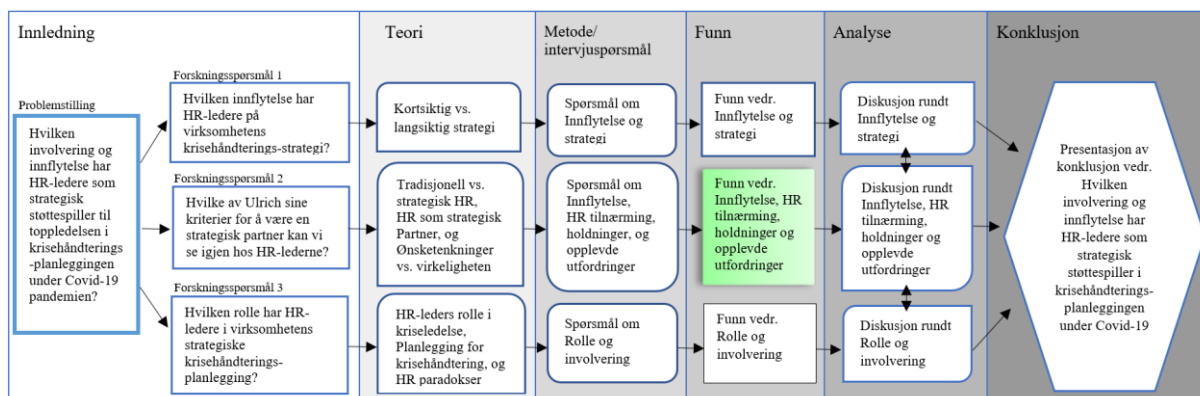 Innledning
Teori
Metode/
intervjuspørsmål
Funn
Analyse
Konklusjon
Problemstilling
Hvilken
involvering og
innflytelse har
HR-ledere som
strategisk
støttespiller til
toppledelsen i
krisehåndterings
-planleggingen
under Covid-19
pandemien?
Forskningsspørsmål 1
Hvilken innflytelse har
HR-ledere på
virksomhetens
krisehåndterings-strategi?
Forskningsspørsmål 2
Hvilke av Ulrich sine
kriterier for å være en
strategisk partner kan vi
se igjen hos HR-lederne?
Forskningsspørsmål 3
Hvilken rolle har HR-
ledere i virksomhetens
strategiske
krisehåndterings-
planlegging?
Kortsiktig vs.
langsiktig strategi
Tradisjonell vs.
strategisk HR,
HR som strategisk
Partner, og
Ønsketenkninger
vs. virkeligheten
HR-leders rolle i
kriseledelse,
Planlegging for
krisehåndtering, og
HR paradokser
Spørsmål om
Innflytelse og
strategi
Spørsmål om
Innflytelse,
HR tilnærming,
holdninger, og
opplevde
utfordringer
Spørsmål om
Rolle og
involvering
Funn vedr.
Innflytelse og
strategi
Funn vedr.
Innflytelse, HR
tilnærming,
holdninger og
opplevde
utfordringer
Funn vedr.
Rolle og
involvering
Diskusjon rundt
Innflytelse og
strategi
Diskusjon rundt
Innflytelse, HR
tilnærming,
holdninger og
opplevde
utfordringer
Diskusjon rundt
Rolle og
involvering
Presentasjon av
konklusjon vedr.
Hvilken
involvering og
innflytelse har
HR-ledere som
strategisk
støttespiller i
krisehåndterings-
planleggingen
under Covid-19